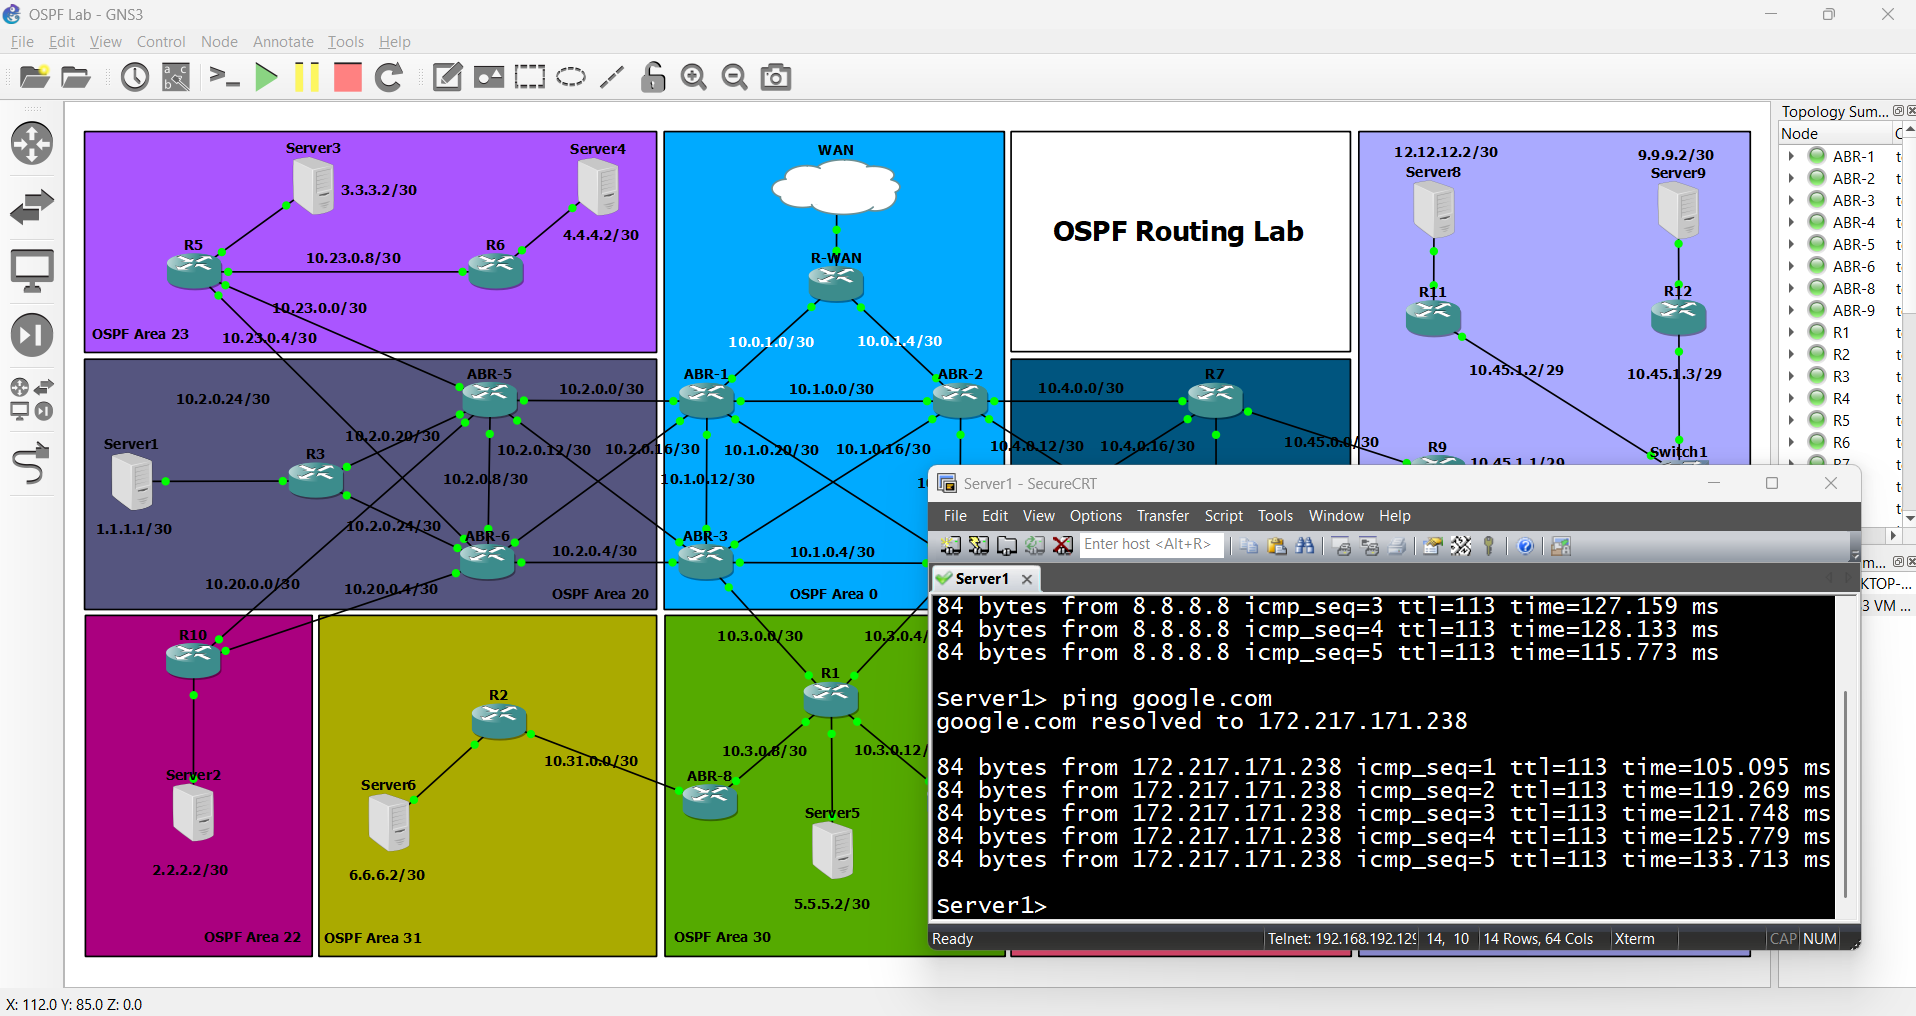 OSPF Lab - GNS3
File Edit View Control Node Annotate Tools Help
Topology Sum...
Node
ABR-1
ABR-2
ABR-3
ABR-4
ABR-5
ABR-6
ABR-8
ABR-9
R1
R2
R3
R4
R5
R6
R7
Server3
3.3.3.2/30
Server4
4.4.4.2/30
R5
10.23.0.8/30
R6
10.23.0.0/30
10.23.0.4/30
OSPF Area 23
WAN
R-WAN
10.0.1.0/30
10.0.1.4/30
OSPF Routing Lab
12.12.12.2/30
Server8
9.9.9.2/30
Server9
R11
R12
10.45.1.2/29
10.45.1.3/29
Switch1
10.2.0.24/30
ABR-5
10.2.0.0/30
ABR-1
10.1.0.0/30
ABR-2
10.4.0.0/30
R7
Server1
10.2.0.20/30
R3
10.2.0.12/30
10.2.0.16/30
10.1.0.20/30
10.1.0.16/30
10.4.0.12/30
10.4.0.16/30
10.45.0.0/30
R9
10.45.1.1/29
10.2.0.8/30
10.1.0.12/30
1.1.1.1/30
10.2.0.24/30
ABR-6
ABR-3
10.2.0.4/30
10.1.0.4/30
10.20.0.0/30
10.20.0.4/30
OSPF Area 20
OSPF Area 0
R10
Server2
2.2.2.2/30
OSPF Area 22
R2
10.31.0.0/30
Server6
6.6.6.2/30
OSPF Area 31
10.3.0.0/30
10.3.0.4/
R1
10.3.0.8/30
10.3.0.12/
ABR-8
Server5
5.5.5.2/30
OSPF Area 30
Server1 - SecureCRT
File Edit View Options Transfer Script Tools Window Help
Enter host <Alt+R>
Server1
84 bytes from 8.8.8.8 icmp_seq=3 ttl=113 time=127.159 ms
84 bytes from 8.8.8.8 icmp_seq=4 ttl=113 time=128.133 ms
84 bytes from 8.8.8.8 icmp_seq=5 ttl=113 time=115.773 ms
Server1> ping google.com
google.com resolved to 172.217.171.238
84 bytes from 172.217.171.238 icmp_seq=1 ttl=113 time=105.095 ms
84 bytes from 172.217.171.238 icmp_seq=2 ttl=113 time=119.269 ms
84 bytes from 172.217.171.238 icmp_seq=3 ttl=113 time=121.748 ms
84 bytes from 172.217.171.238 icmp_seq=4 ttl=113 time=125.779 ms
84 bytes from 172.217.171.238 icmp_seq=5 ttl=113 time=133.713 ms
Server1>
Ready Telnet: 192.168.192.129 14, 10 14 Rows, 64 Cols Xterm CAP NUM
m...
KTOP-...
3 VM ...
X: 112.0 Y: 85.0 Z: 0.0